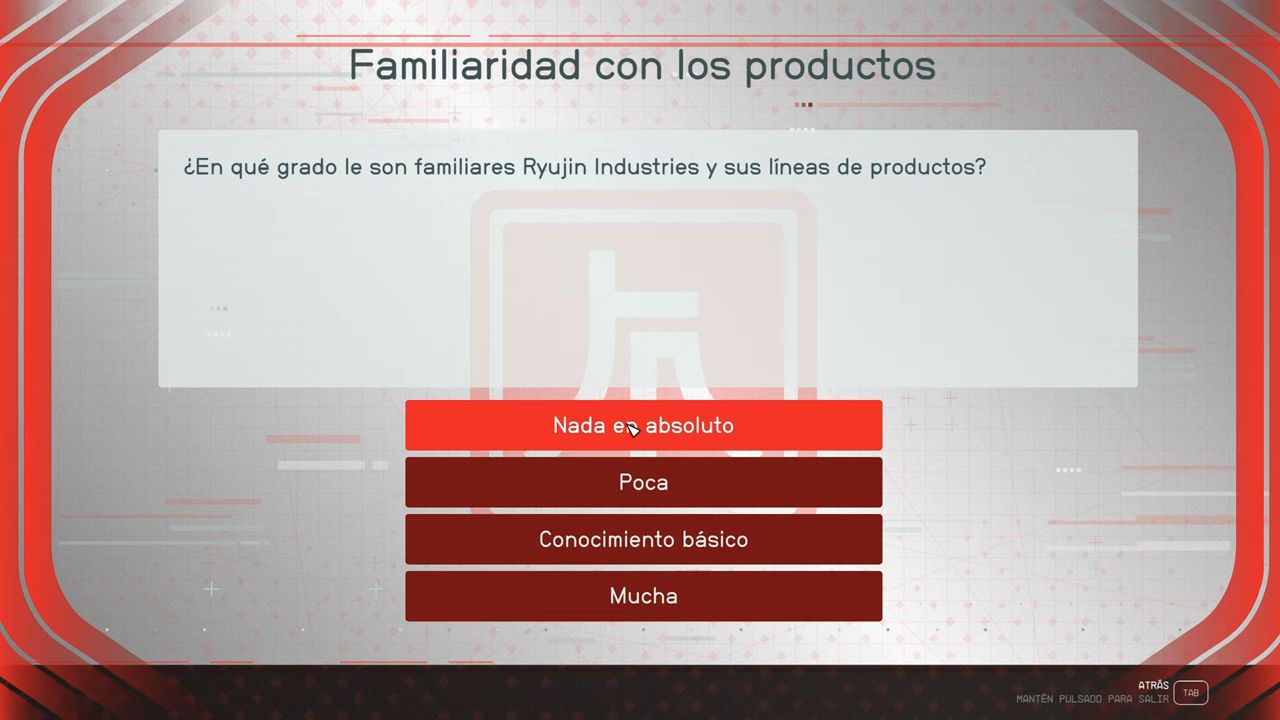 Familiaridad con los productos
¿En qué grado le son familiares Ryujin Industries y sus líneas de productos?
Nada en absoluto
Poca
Conocimiento básico
Mucha
ATRÁS
MANTÉN PULSADO PARA SALIR
TAB